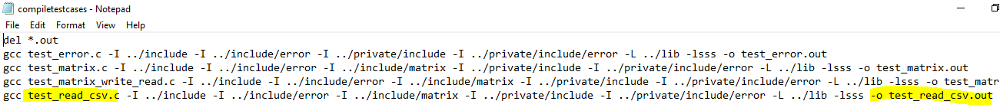 compiletestcases - Notepad
File Edit Format View Help
del *.out
gcc test_error.c -I ../include -I ../include/error -I ../private/include -I ../private/include/error -L ../lib -lsss -o test_error.out
gcc test_matrix.c -I ../include -I ../include/error -I ../include/matrix -I ../private/include -I ../private/include/error -L ../lib -lsss -o test_matrix.out
gcc test_matrix_write_read.c -I ../include -I ../include/error -I ../include/matrix -I ../private/include -I ../private/include/error -L ../lib -lsss -o test_matr
gcc test_read_csv.c -I ../include -I ../include/error -I ../include/matrix -I ../private/include -I ../private/include/error -L ../lib -lsss -o test_read_csv.out